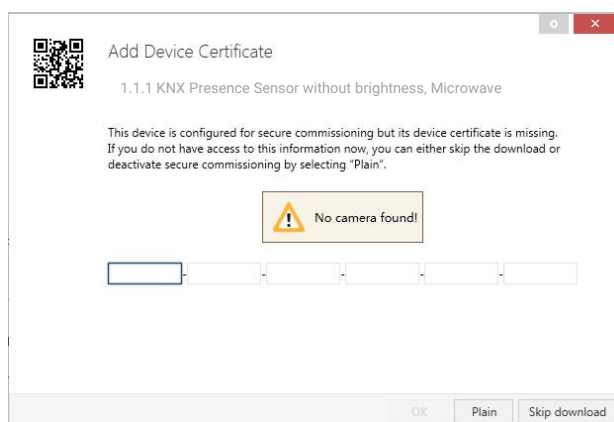 Add Device Certificate
1.1.1 KNX Presence Sensor without brightness, Microwave
This device is configured for secure commissioning but its device certificate is missing.
If you do not have access to this information now, you can either skip the download or
deactivate secure commissioning by selecting "Plain".
No camera found!
- - - - -
OK Plain Skip download